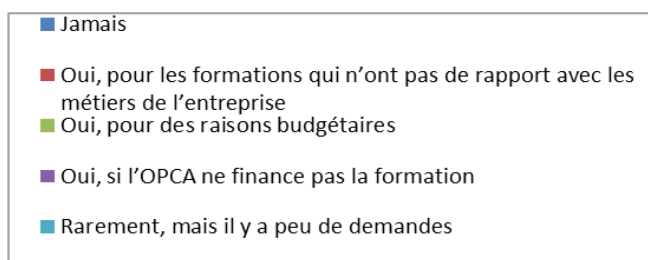 Jamais
Oui, pour les formations qui n’ont pas de rapport avec les
métiers de l’entreprise
Oui, pour des raisons budgétaires
Oui, si l’OPCA ne finance pas la formation
Rarement, mais il y a peu de demandes